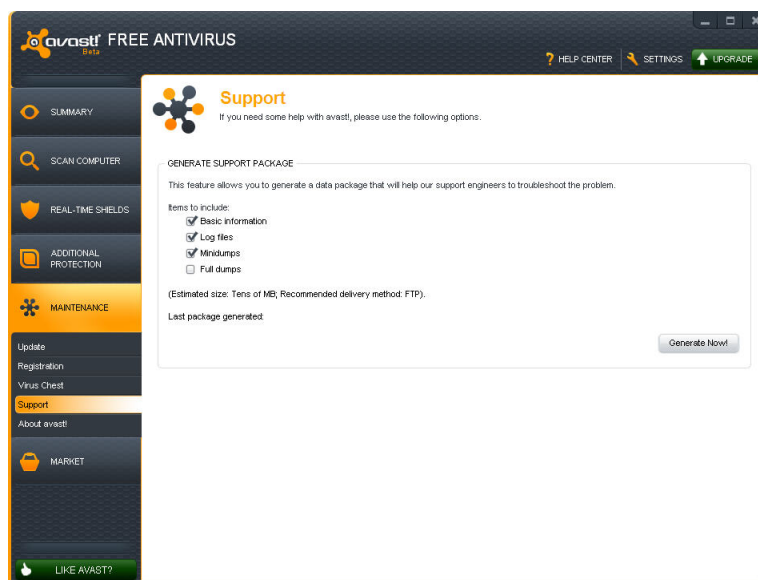 avast! FREE ANTIVIRUS
Beta
? HELP CENTER
SETTINGS
UPGRADE
SUMMARY
SCAN COMPUTER
REAL-TIME SHIELDS
ADDITIONAL
PROTECTION
MAINTENANCE
Update
Registration
Virus Chest
Support
About avast!
MARKET
LIKE AVAST?
Support
If you need some help with avast!, please use the following options.
GENERATE SUPPORT PACKAGE
This feature allows you to generate a data package that will help our support engineers to troubleshoot the problem.
Items to include:
Basic information
Log files
Minidumps
Full dumps
(Estimated size: Tens of MB; Recommended delivery method: FTP).
Last package generated:
Generate Now!